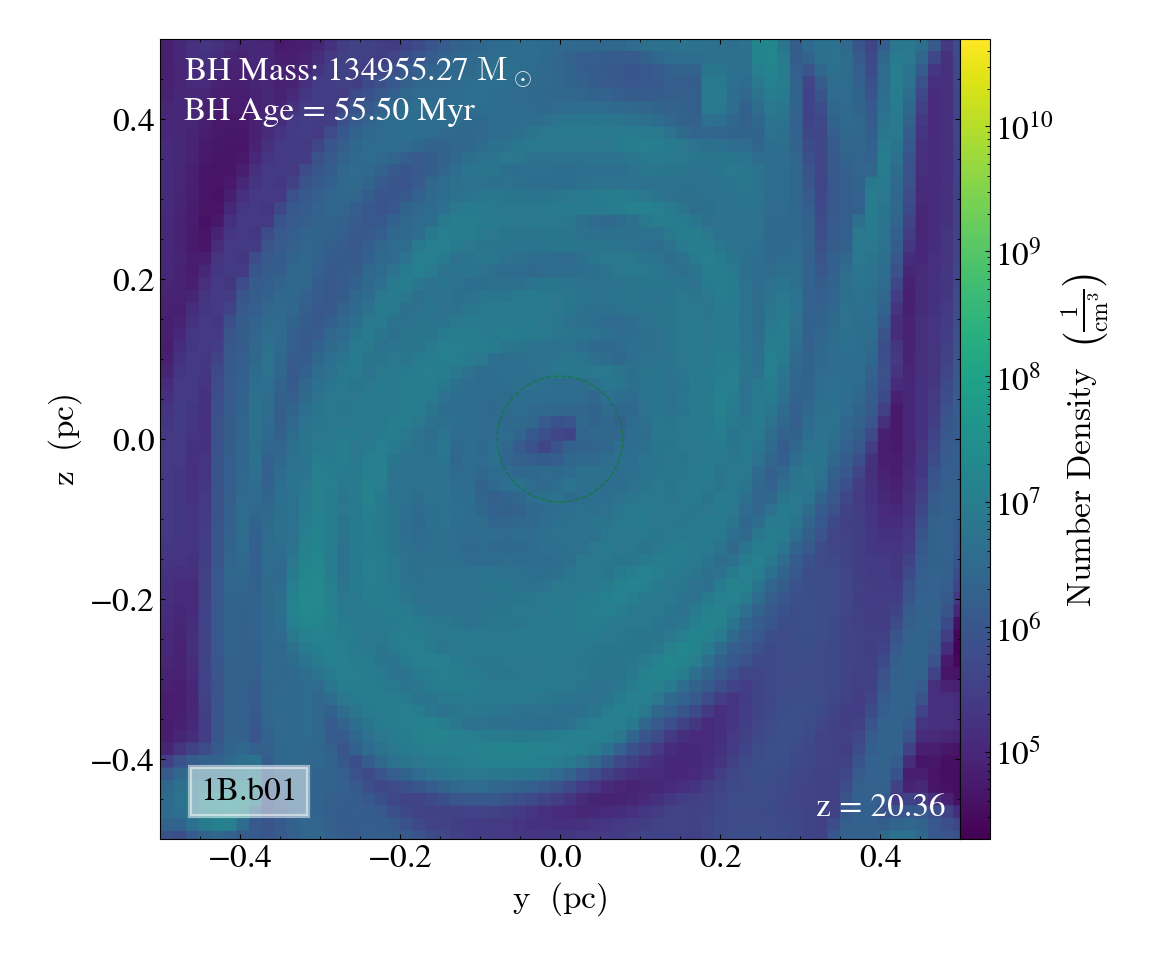 BH Mass: 134955.27 M⊙
BH Age = 55.50 Myr
0.4
0.2
0.0
−0.2
−0.4
z (pc)
1B.b01
z = 20.36
−0.4 −0.2 0.0 0.2 0.4
y (pc)
10¹⁰
10⁹
10⁸
10⁷
10⁶
10⁵
Number Density (1/cm³)